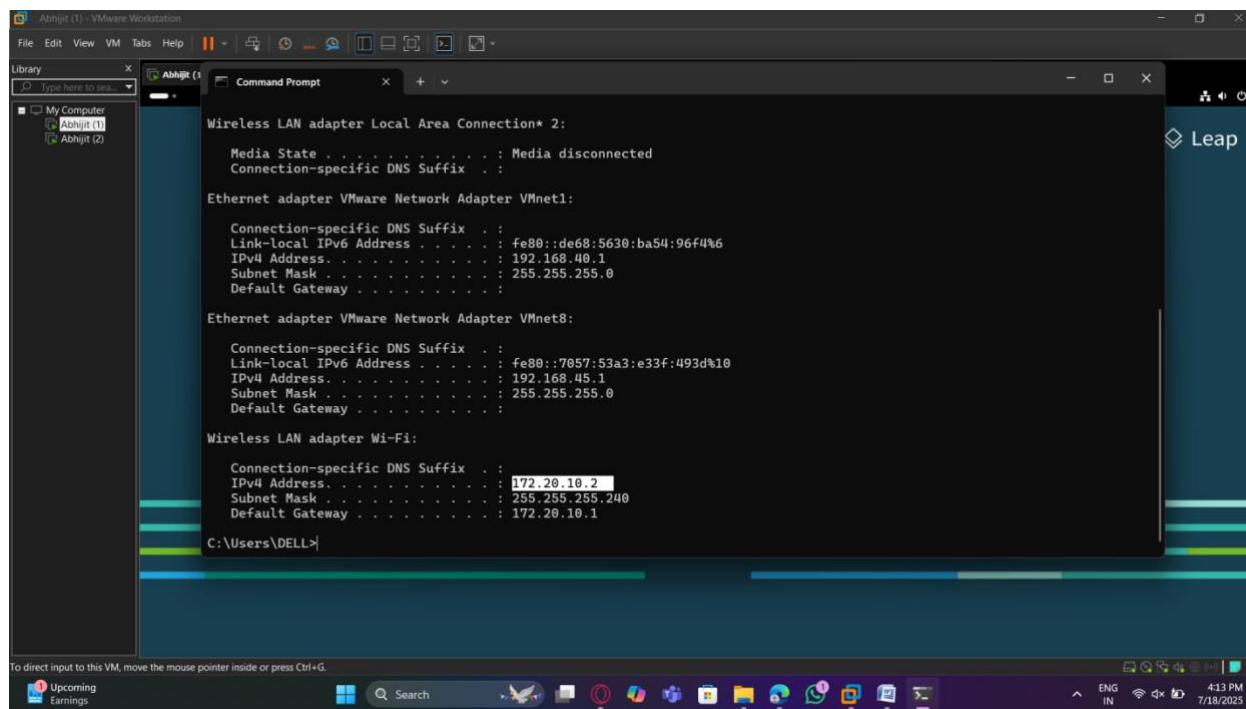 Abhijit (1) - VMware Workstation
File Edit View VM Tabs Help
Library X
Type here to sea...
My Computer
Abhijit (1)
Abhijit (2)
Abhijit (1
Command Prompt
Leap
Wireless LAN adapter Local Area Connection* 2:
Media State . . . . . . . . . . . : Media disconnected
Connection-specific DNS Suffix . :
Ethernet adapter VMware Network Adapter VMnet1:
Connection-specific DNS Suffix . :
Link-local IPv6 Address . . . . . : fe80::de68:5630:ba54:96f4%6
IPv4 Address. . . . . . . . . . . : 192.168.40.1
Subnet Mask . . . . . . . . . . . : 255.255.255.0
Default Gateway . . . . . . . . . :
Ethernet adapter VMware Network Adapter VMnet8:
Connection-specific DNS Suffix . :
Link-local IPv6 Address . . . . . : fe80::7057:53a3:e33f:493d%10
IPv4 Address. . . . . . . . . . . : 192.168.45.1
Subnet Mask . . . . . . . . . . . : 255.255.255.0
Default Gateway . . . . . . . . . :
Wireless LAN adapter Wi-Fi:
Connection-specific DNS Suffix . :
IPv4 Address. . . . . . . . . . . : 172.20.10.2
Subnet Mask . . . . . . . . . . . : 255.255.255.240
Default Gateway . . . . . . . . . : 172.20.10.1
C:\Users\DELL>
To direct input to this VM, move the mouse pointer inside or press Ctrl+G.
1
Upcoming
Earnings
Search
1
ENG
IN
4:13 PM
7/18/2025